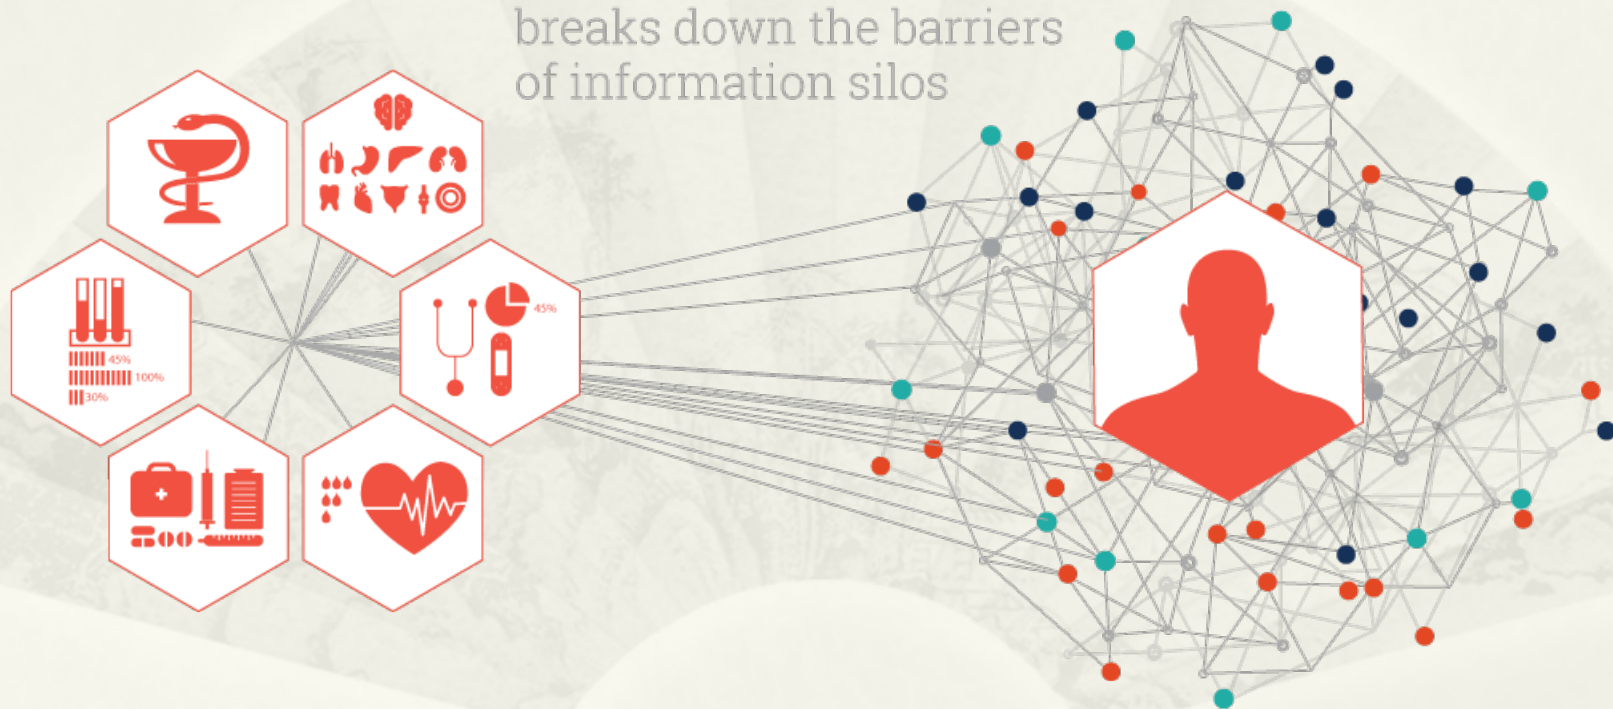 breaks down the barriers
of information silos
45%
45%
100%
30%